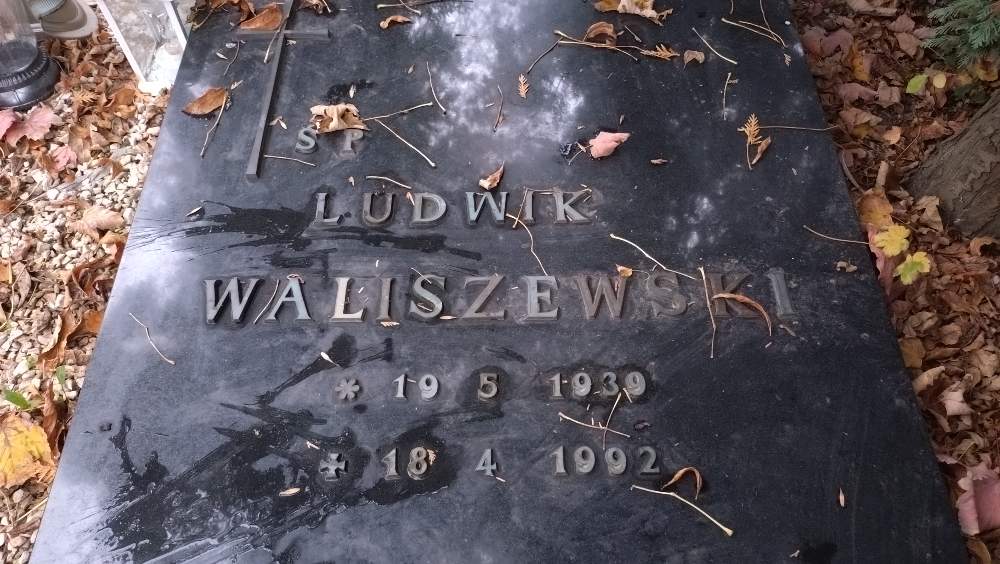 S P
LUDWIK
WALISZEWSKI
* 19 5 1939
✠ 18 4 1992